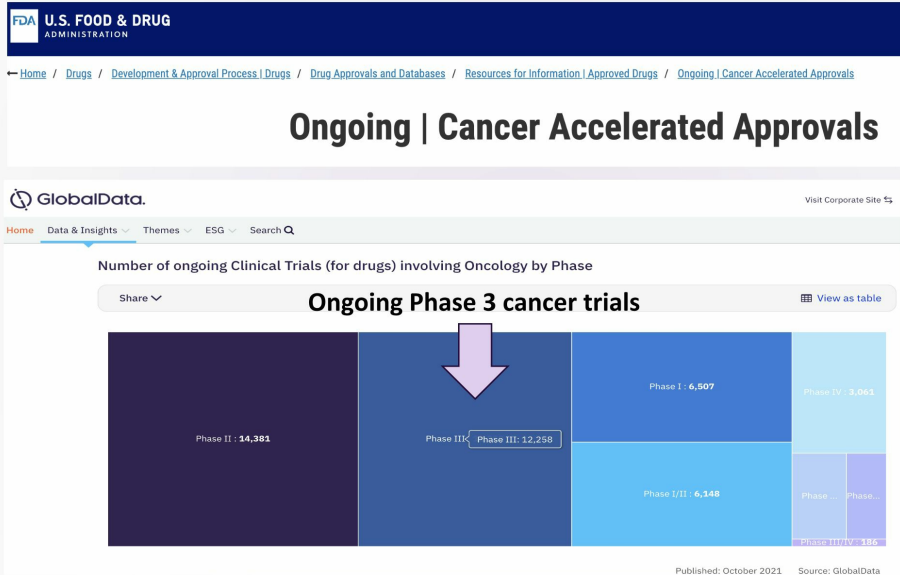 FDA U.S. FOOD & DRUG
ADMINISTRATION
Home / Drugs / Development & Approval Process | Drugs / Drug Approvals and Databases / Resources for Information | Approved Drugs / Ongoing | Cancer Accelerated Approvals
Ongoing | Cancer Accelerated Approvals
GlobalData.
Visit Corporate Site
Home Data & Insights Themes ESG Search
Number of ongoing Clinical Trials (for drugs) involving Oncology by Phase
Share
Ongoing Phase 3 cancer trials
View as table
Phase I : 6,507
Phase IV : 3,061
Phase II : 14,381
Phase III
Phase III: 12,258
Phase I/II : 6,148
Phase ...
Phase...
Phase III/IV : 186
Published: October 2021 Source: GlobalData